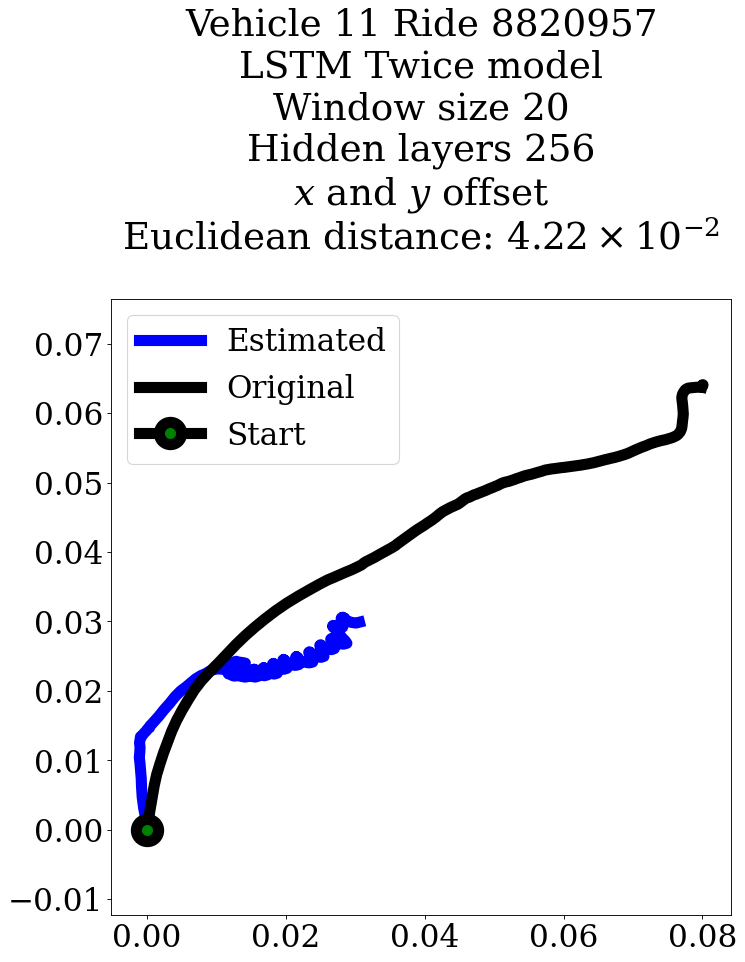 Vehicle 11 Ride 8820957
LSTM Twice model
Window size 20
Hidden layers 256
x and y offset
Euclidean distance: 4.22 × 10⁻²
Estimated
Original
Start
0.07
0.06
0.05
0.04
0.03
0.02
0.01
0.00
−0.01
0.00 0.02 0.04 0.06 0.08